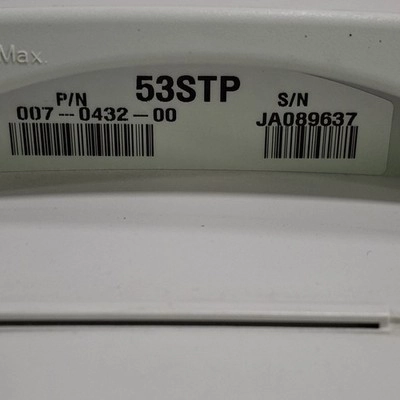 Max.
53STP
P/N
007-0432-00
S/N
JA089637